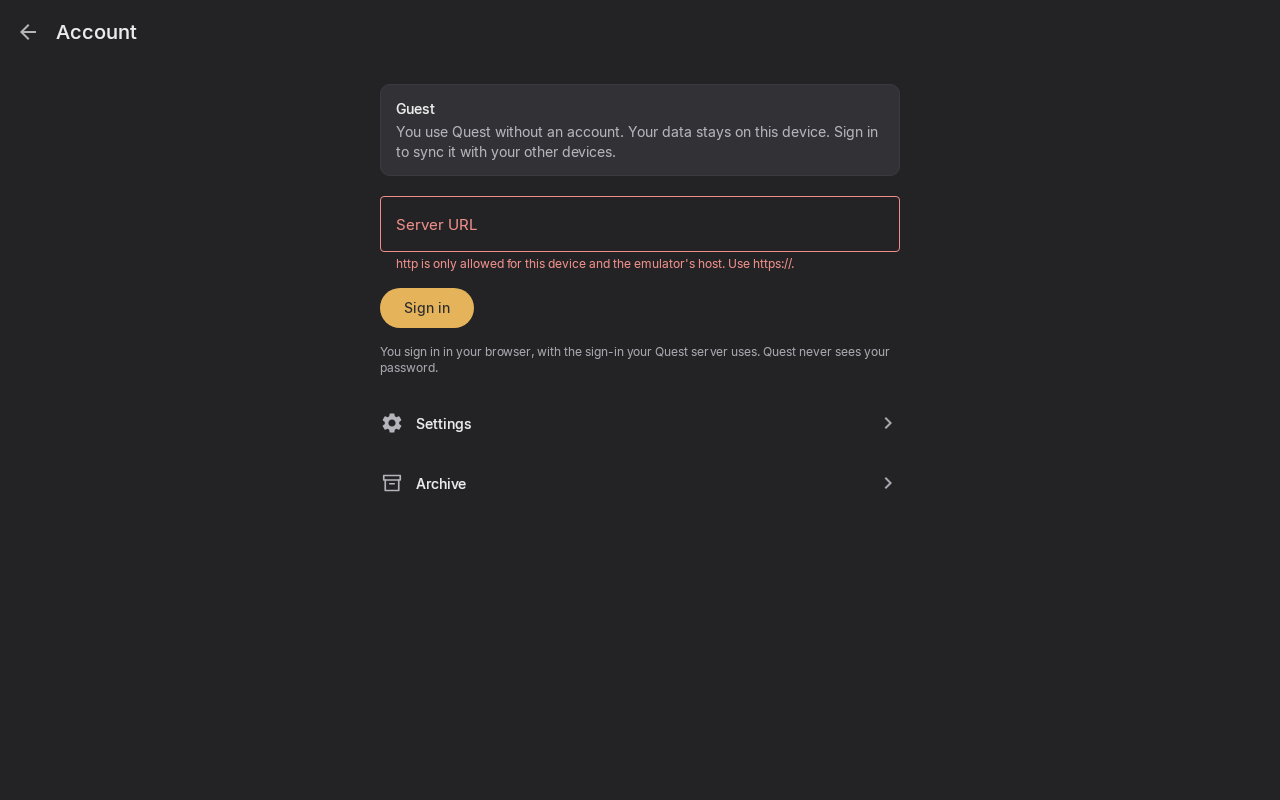 Account
Guest
You use Quest without an account. Your data stays on this device. Sign in
to sync it with your other devices.
Server URL
http is only allowed for this device and the emulator's host. Use https://.
Sign in
You sign in in your browser, with the sign-in your Quest server uses. Quest never sees your
password.
Settings
Archive